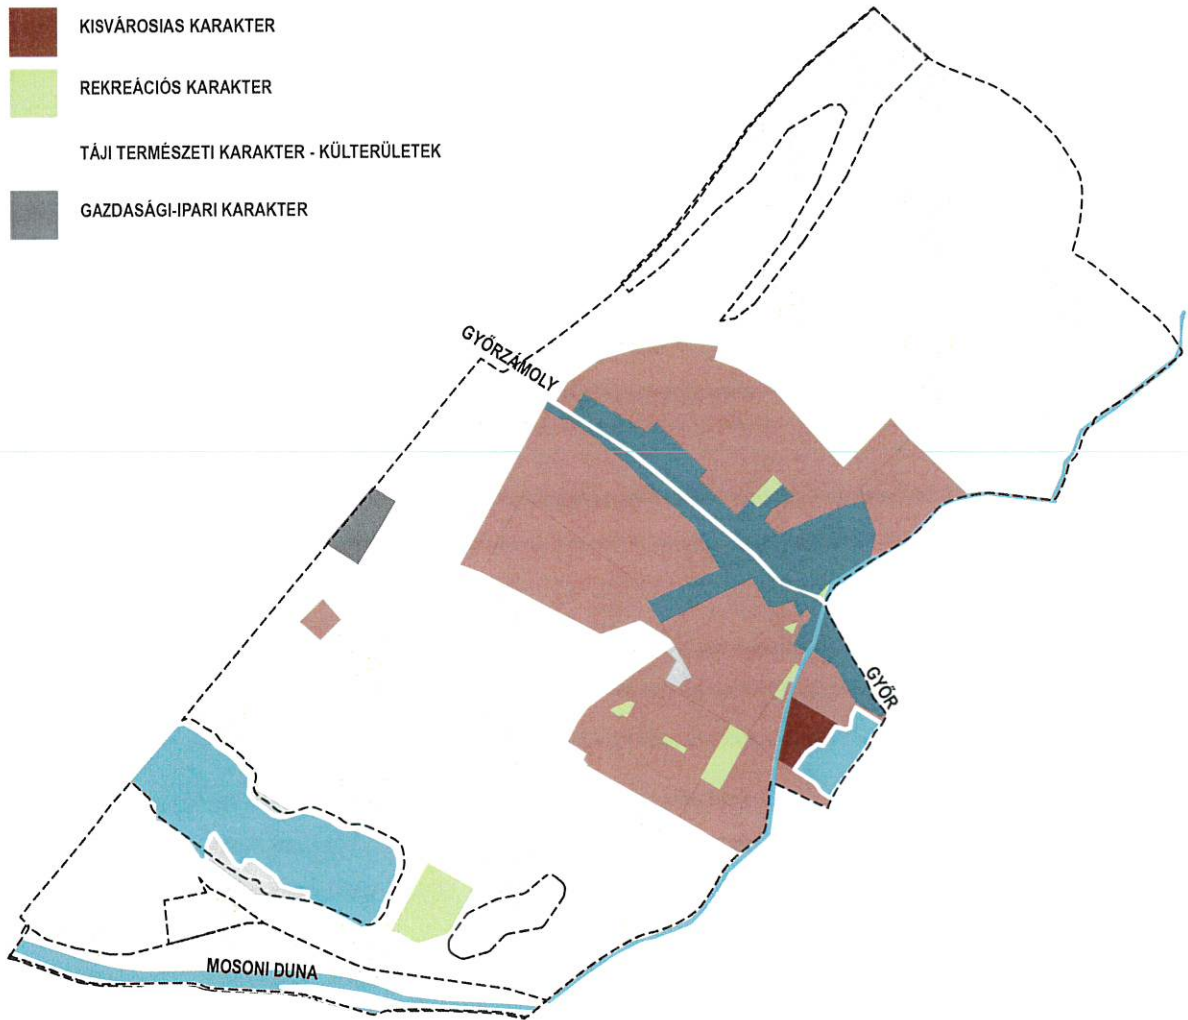 KISVÁROSIAS KARAKTER
REKREÁCIÓS KARAKTER
TÁJI TERMÉSZETI KARAKTER - KÜLTERÜLETEK
GAZDASÁGI-IPARI KARAKTER
GYŐRZÁMOLY
GYŐR
MOSONI DUNA